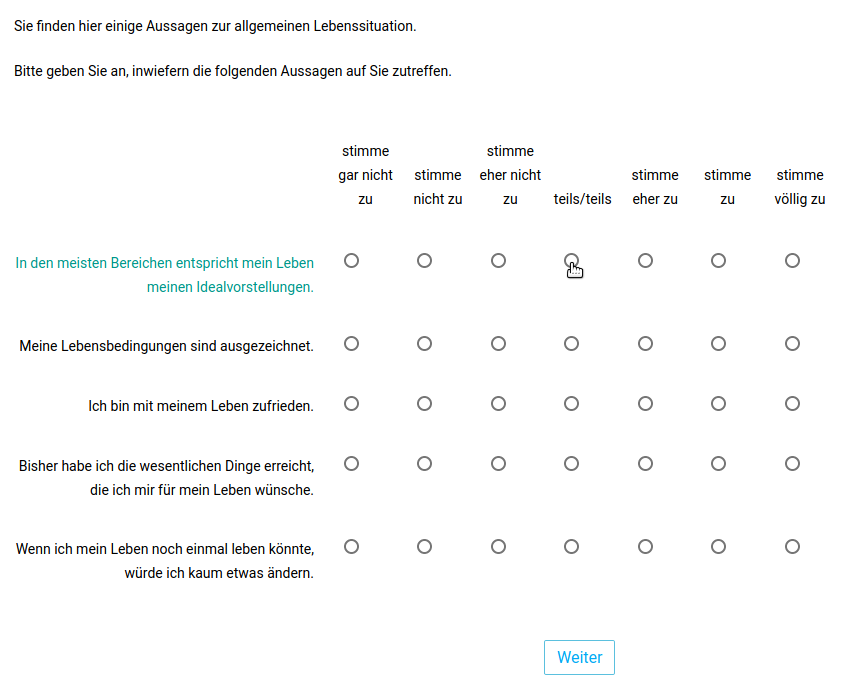 Sie finden hier einige Aussagen zur allgemeinen Lebenssituation.
Bitte geben Sie an, inwiefern die folgenden Aussagen auf Sie zutreffen.
stimme gar nicht zu
stimme nicht zu
stimme eher nicht zu
teils/teils
stimme eher zu
stimme zu
stimme völlig zu
In den meisten Bereichen entspricht mein Leben
meinen Idealvorstellungen.
Meine Lebensbedingungen sind ausgezeichnet.
Ich bin mit meinem Leben zufrieden.
Bisher habe ich die wesentlichen Dinge erreicht,
die ich mir für mein Leben wünsche.
Wenn ich mein Leben noch einmal leben könnte,
würde ich kaum etwas ändern.
Weiter